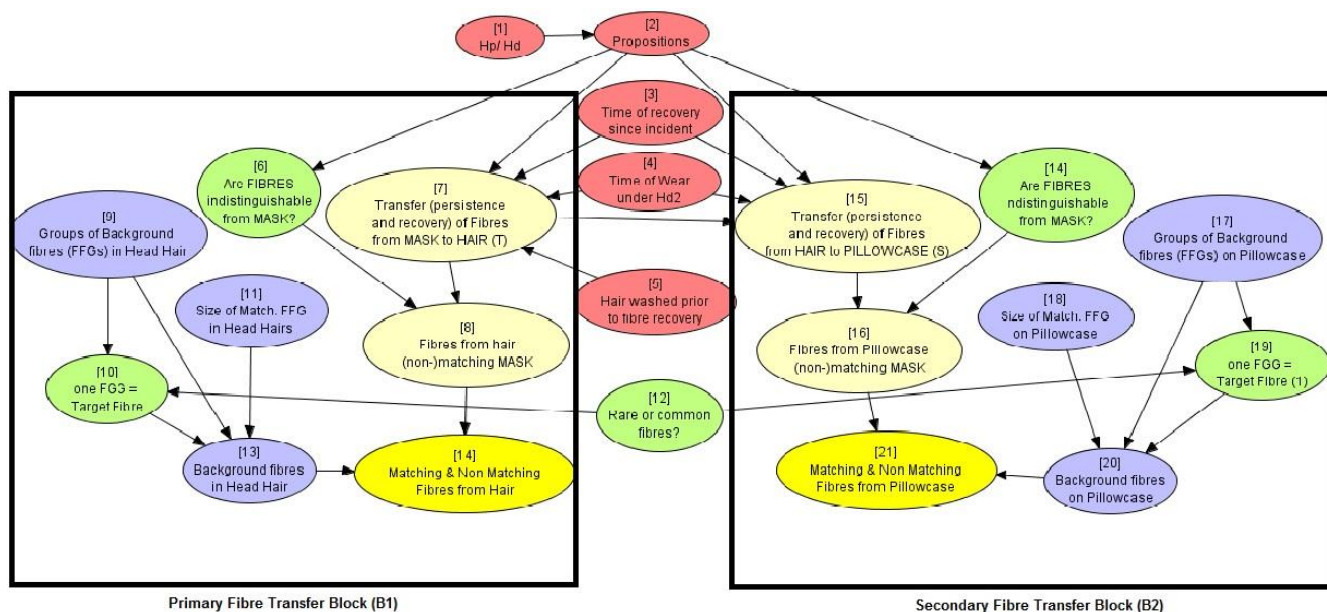 [1]
Hp/ Hd
[2]
Propositions
[3]
Time of recovery
since incident
[4]
Time of Wear
under Hd2
[5]
Hair washed prior
to fibre recovery
[6]
Are FIBRES
indistinguishable
from MASK?
[7]
Transfer (persistence
and recovery) of Fibres
from MASK to HAIR (T)
[8]
Fibres from hair
(non-)matching MASK
[9]
Groups of Background
fibres (FFGs) in Head Hair
[11]
Size of Match. FFG
in Head Hairs
[10]
one FGG =
Target Fibre
[13]
Background fibres
in Head Hair
[14]
Matching & Non Matching
Fibres from Hair
[12]
Rare or common
fibres?
[14]
Are FIBRES
ndistinguishable
from MASK?
[15]
Transfer (persistence
and recovery) of Fibres
from HAIR to PILLOWCASE (S)
[17]
Groups of Background
fibres (FFGs) on Pillowcase
[18]
Size of Match. FFG
on Pillowcase
[16]
Fibres from Pillowcase
(non-)matching MASK
[19]
one FGG =
Target Fibre (T)
[21]
Matching & Non Matching
Fibres from Pillowcase
[20]
Background fibres
on Pillowcase
Primary Fibre Transfer Block (B1)
Secondary Fibre Transfer Block (B2)